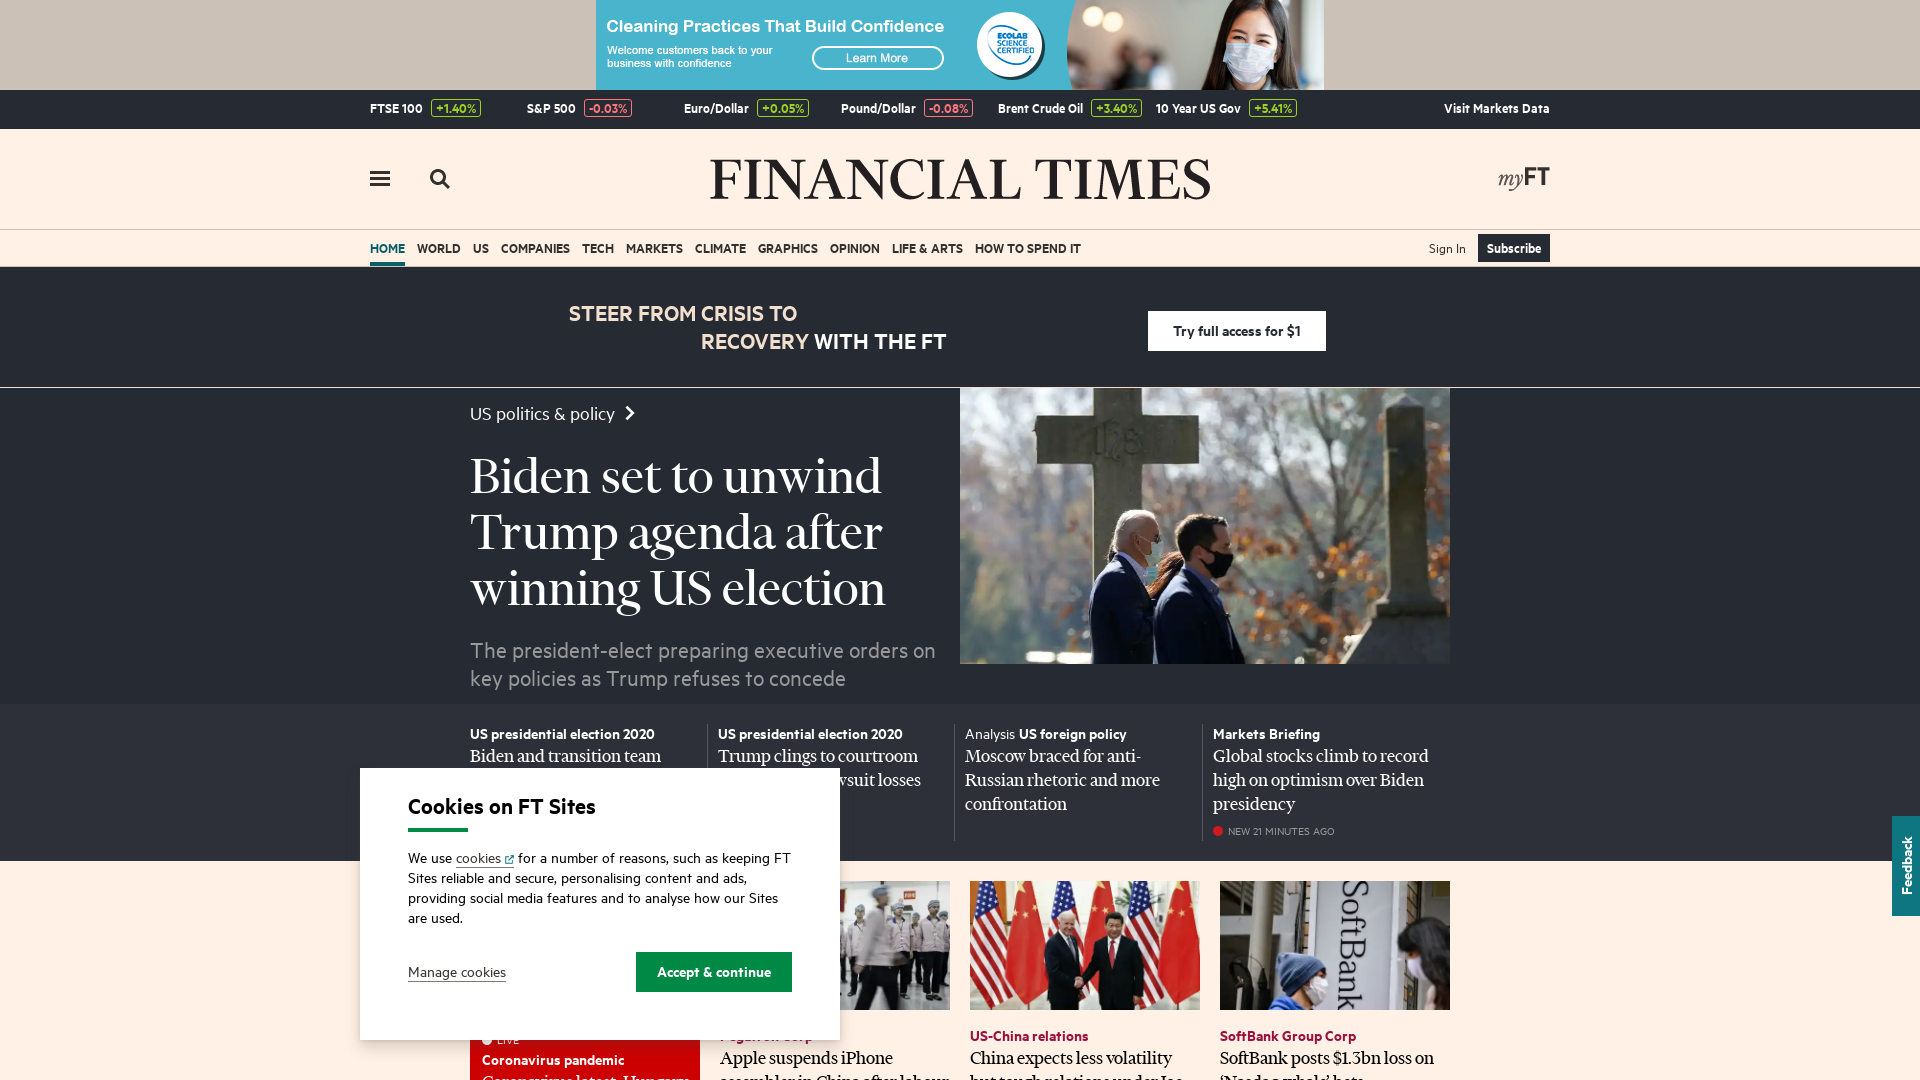 Cleaning Practices That Build Confidence
Welcome customers back to your
business with confidence
Learn More
ECOLAB
SCIENCE
CERTIFIED
FTSE 100 +1.40% S&P 500 -0.03% Euro/Dollar +0.05% Pound/Dollar -0.08% Brent Crude Oil +3.40% 10 Year US Gov +5.41% Visit Markets Data
FINANCIAL TIMES
myFT
HOME WORLD US COMPANIES TECH MARKETS CLIMATE GRAPHICS OPINION LIFE & ARTS HOW TO SPEND IT Sign In Subscribe
STEER FROM CRISIS TO
RECOVERY WITH THE FT
Try full access for $1
US politics & policy
Biden set to unwind
Trump agenda after
winning US election
The president-elect preparing executive orders on
key policies as Trump refuses to concede
IHS
US presidential election 2020
Biden and transition team
US presidential election 2020
Trump clings to courtroom
wsuit losses
Analysis US foreign policy
Moscow braced for anti-
Russian rhetoric and more
confrontation
Markets Briefing
Global stocks climb to record
high on optimism over Biden
presidency
NEW 21 MINUTES AGO
Feedback
Cookies on FT Sites
We use cookies for a number of reasons, such as keeping FT
Sites reliable and secure, personalising content and ads,
providing social media features and to analyse how our Sites
are used.
Manage cookies
Accept & continue
LIVE
Coronavirus pandemic
Coronavirus latest: Hungary
Apple suspends iPhone
US-China relations
China expects less volatility
SoftBank
SoftBank Group Corp
SoftBank posts $1.3bn loss on